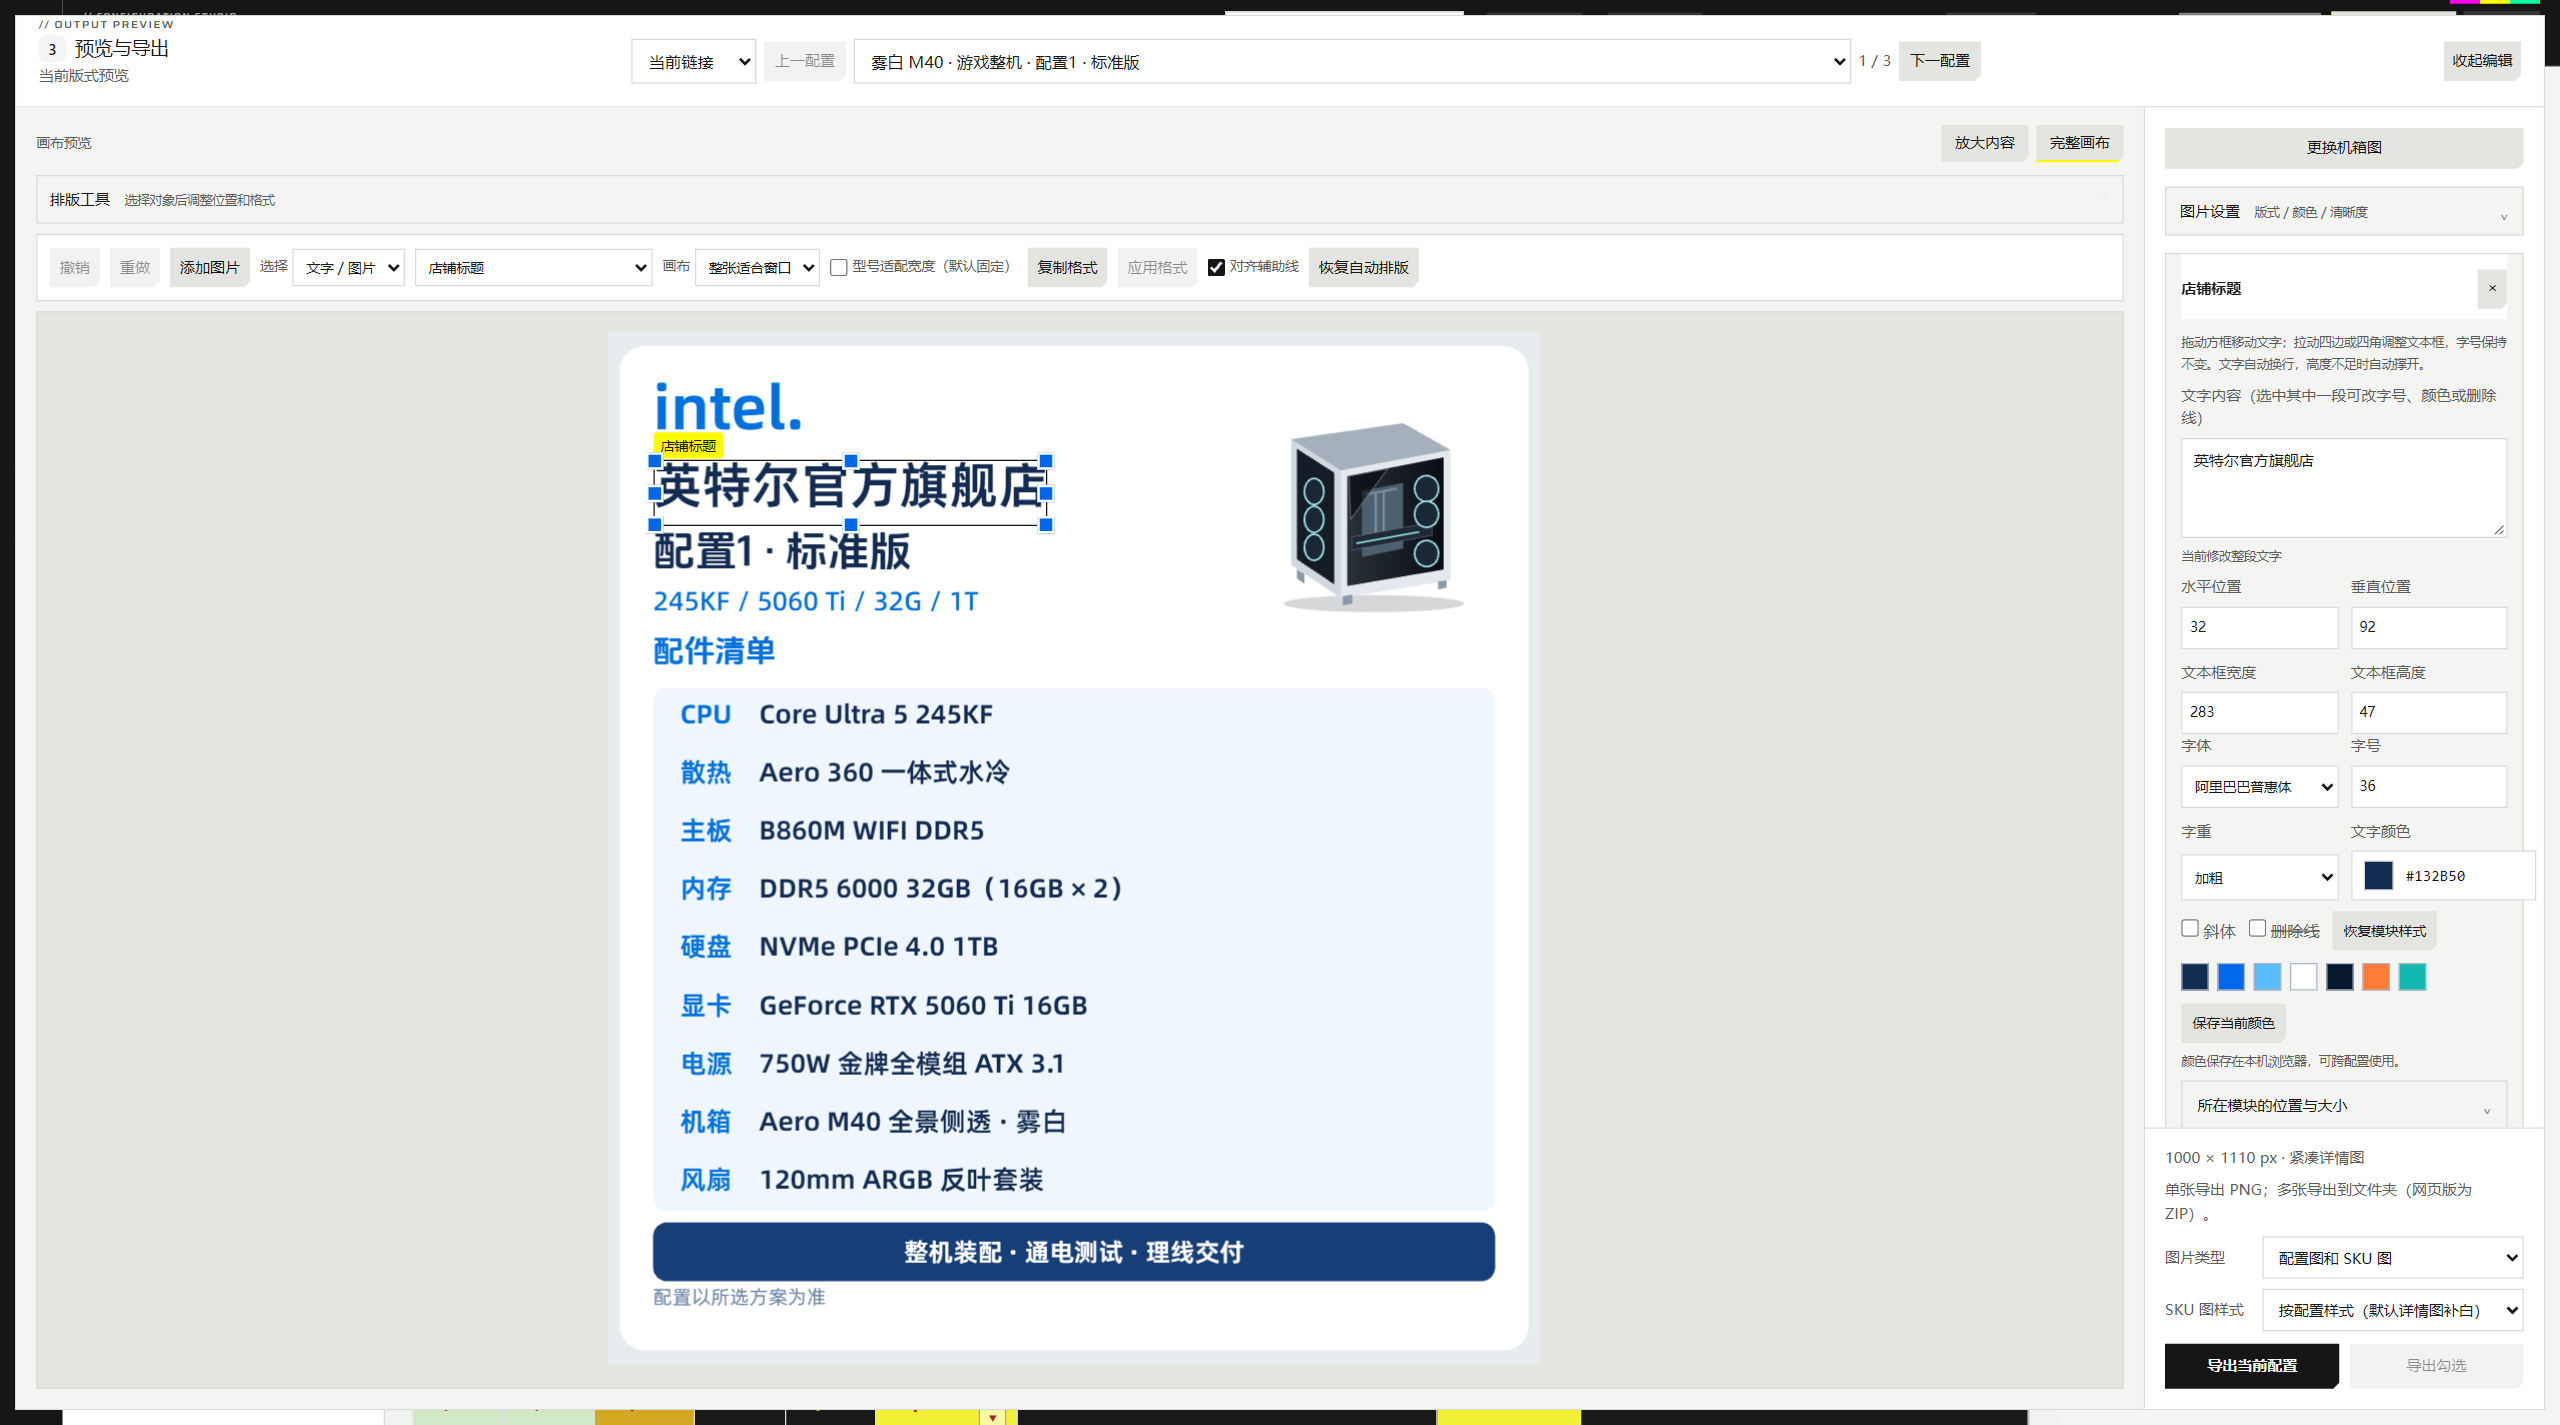 // OUTPUT PREVIEW
3 预览与导出
当前版式预览
当前链接
上一配置
雾白 M40 · 游戏整机 · 配置1 · 标准版
1 / 3
下一配置
收起编辑
画布预览
放大内容
完整画布
排版工具 选择对象后调整位置和格式
撤销
重做
添加图片
选择
文字 / 图片
店铺标题
画布
整张适合窗口
型号适配宽度（默认固定）
复制格式
应用格式
对齐辅助线
恢复自动排版
intel.
店铺标题
英特尔官方旗舰店
配置1 · 标准版
245KF / 5060 Ti / 32G / 1T
配件清单
CPU Core Ultra 5 245KF
散热 Aero 360 一体式水冷
主板 B860M WIFI DDR5
内存 DDR5 6000 32GB（16GB × 2）
硬盘 NVMe PCIe 4.0 1TB
显卡 GeForce RTX 5060 Ti 16GB
电源 750W 金牌全模组 ATX 3.1
机箱 Aero M40 全景侧透 · 雾白
风扇 120mm ARGB 反叶套装
整机装配 · 通电测试 · 理线交付
配置以所选方案为准
更换机箱图
图片设置 版式 / 颜色 / 清晰度
店铺标题
×
拖动方框移动文字；拉动四边或四角调整文本框，字号保持
不变。文字自动换行，高度不足时自动撑开。
文字内容（选中其中一段可改字号、颜色或删除
线）
英特尔官方旗舰店
当前修改整段文字
水平位置 垂直位置
32 92
文本框宽度 文本框高度
283 47
字体 字号
阿里巴巴普惠体 36
字重 文字颜色
加粗 #132B50
斜体 删除线 恢复模块样式
保存当前颜色
颜色保存在本机浏览器，可跨配置使用。
所在模块的位置与大小
1000 × 1110 px · 紧凑详情图
单张导出 PNG；多张导出到文件夹（网页版为
ZIP）。
图片类型 配置图和 SKU 图
SKU 图样式 按配置样式（默认详情图补白）
导出当前配置 导出勾选